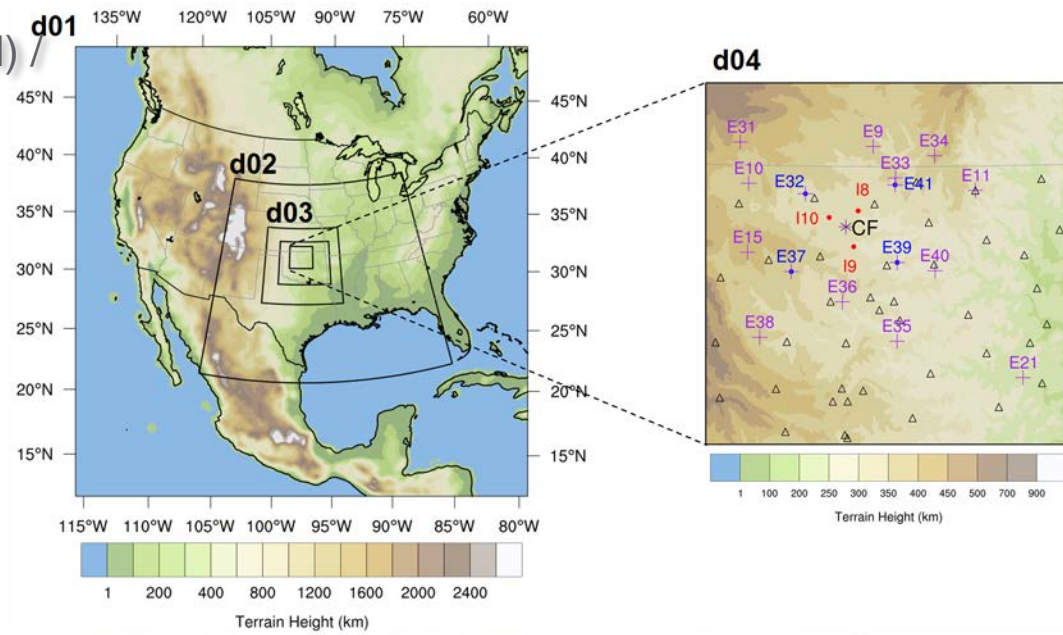 d01
l) /
135°W 120°W 105°W 90°W 75°W 60°W
45°N
40°N
35°N
30°N
25°N
20°N
15°N
45°N
40°N
35°N
30°N
25°N
20°N
15°N
d02
d03
115°W 110°W 105°W 100°W 95°W 90°W 85°W 80°W
1 200 400 800 1200 1600 2000 2400
Terrain Height (km)
d04
E31 E9 E34
E10 E33 E11
E32 E41
I8
I10
CF
E15
E37 I9 E39 E40
E36
E38 E35
E21
1 100 200 250 300 350 400 450 500 700 900
Terrain Height (km)